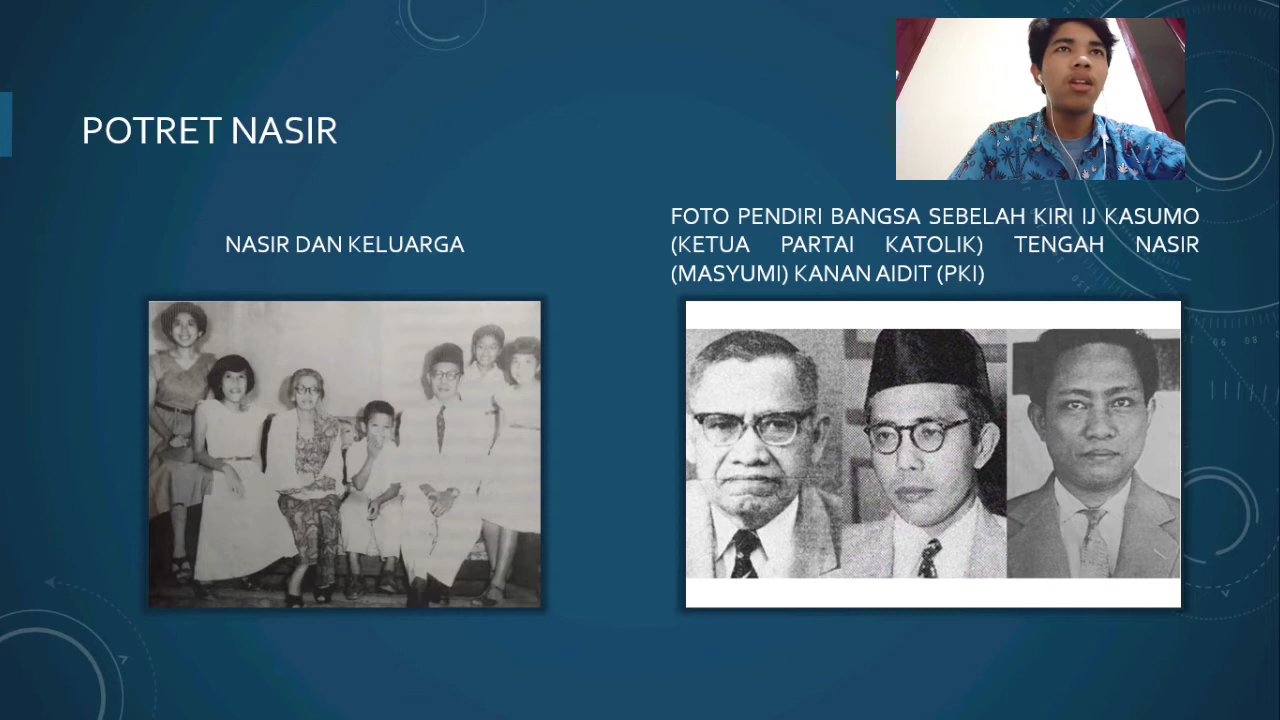 POTRET NASIR
NASIR DAN KELUARGA
FOTO PENDIRI BANGSA SEBELAH KIRI IJ KASUMO
(KETUA PARTAI KATOLIK) TENGAH NASIR
(MASYUMI) KANAN AIDIT (PKI)